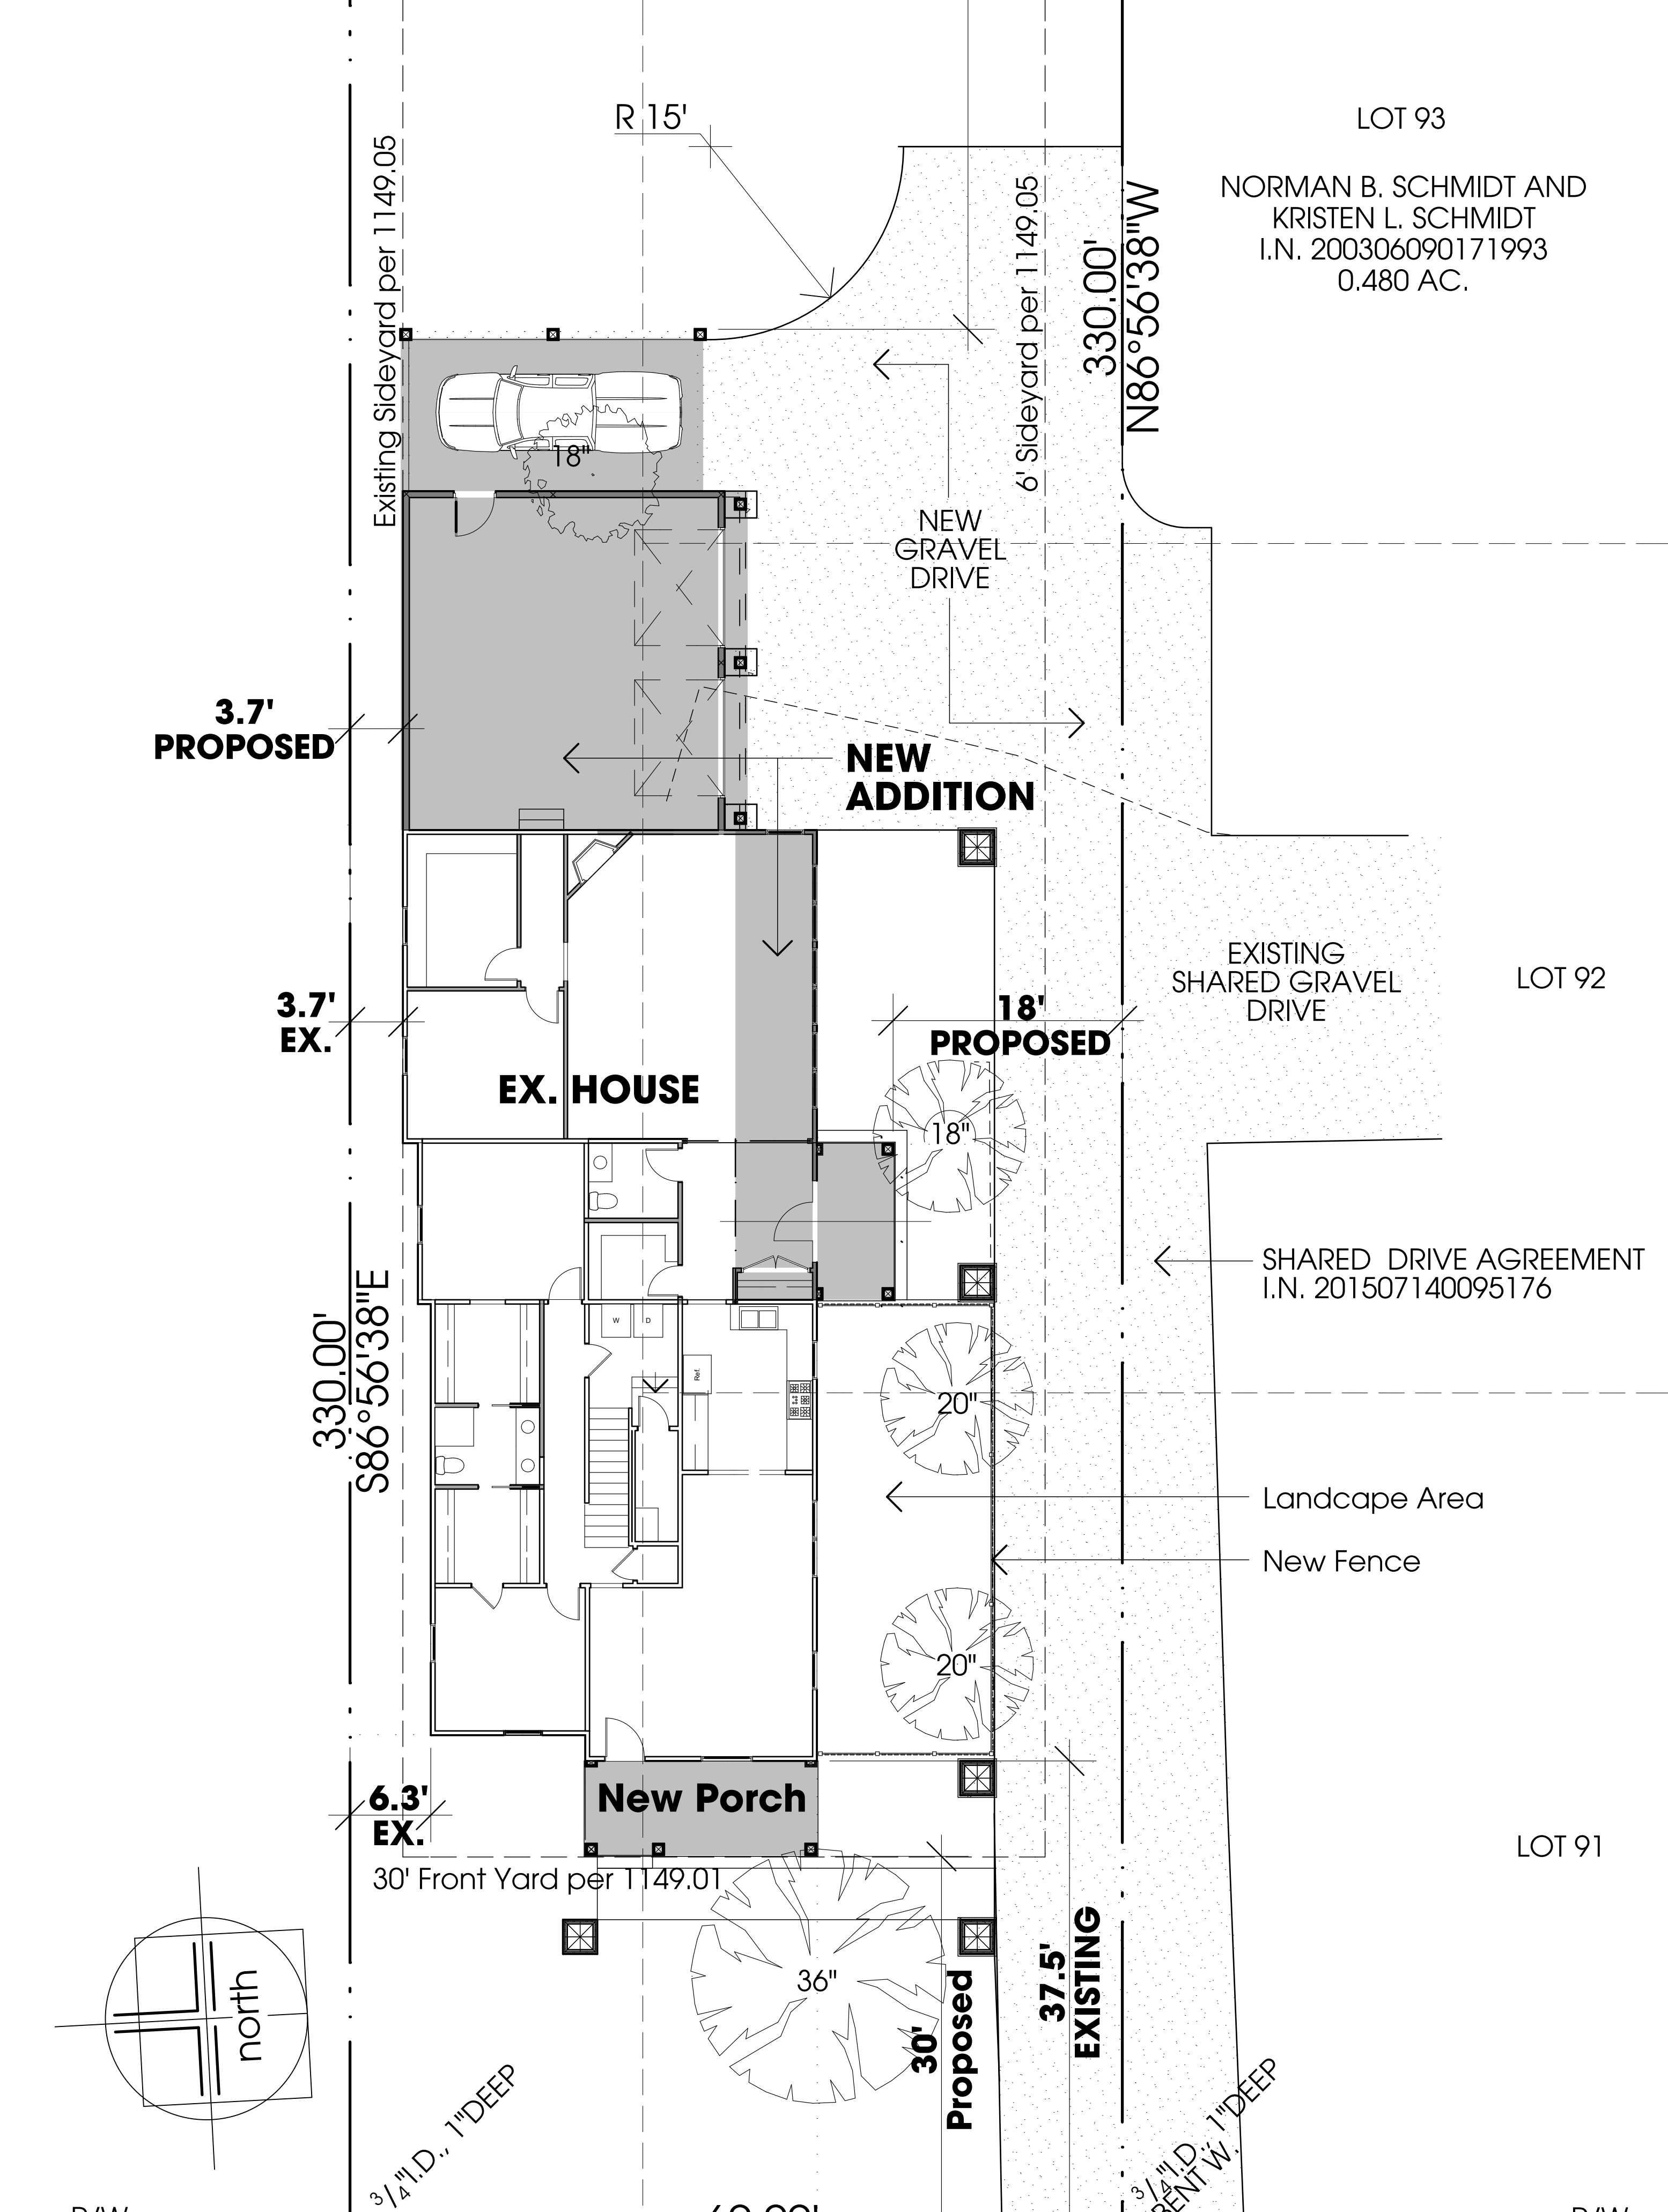 R 15'
LOT 93
NORMAN B. SCHMIDT AND
KRISTEN L. SCHMIDT
I.N. 200306090171993
0.480 AC.
Existing Sideyard per 1149.05
6' Sideyard per 1149.05
330.00'
N86°56'38"W
18"
NEW
GRAVEL
DRIVE
3.7'
PROPOSED
NEW
ADDITION
EXISTING
SHARED GRAVEL
DRIVE
LOT 92
3.7'
EX.
18'
PROPOSED
EX. HOUSE
18"
SHARED DRIVE AGREEMENT
I.N. 201507140095176
330.00'
S86°56'38"E
W
D
Ref.
20"
Landcape Area
New Fence
20"
6.3'
EX.
New Porch
LOT 91
30' Front Yard per 1149.01
37.5'
EXISTING
36"
30'
Proposed
north
3/4"I.D., 1"DEEP
3/4"I.D., 1"DEEP
BENT W.